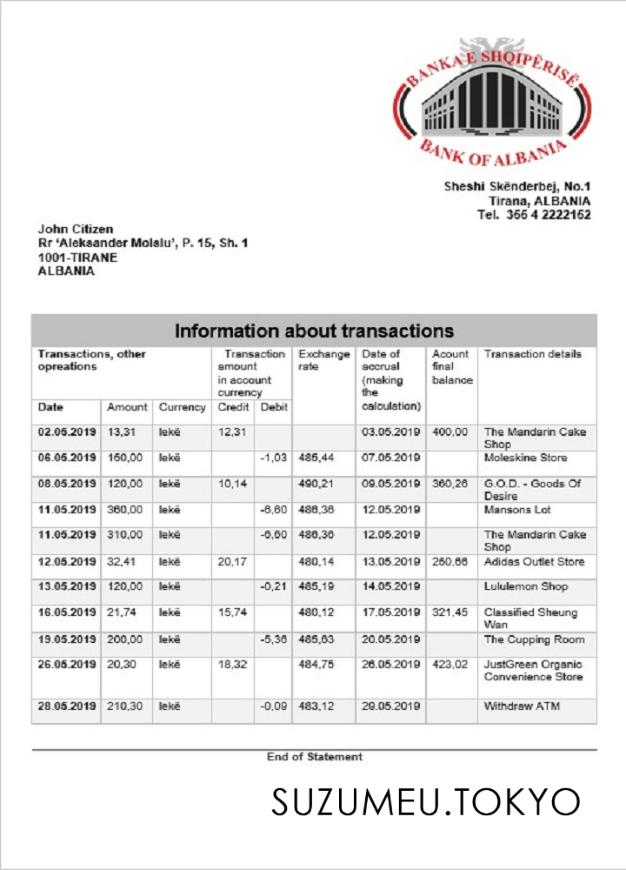 BANKA E SHQIPËRISË
BANK OF ALBANIA
Sheshi Skënderbej, No.1
Tirana, ALBANIA
Tel. 355 4 2222152
John Citizen
Rr ‘Aleksander Moisiu’, P. 15, Sh. 1
1001-TIRANE
ALBANIA
Information about transactions
Transactions, other opreations Transaction amount in account currency Exchange rate Date of accrual (making the calculation) Acount final balance Transaction details
Date Amount Currency Credit Debit
02.05.2019 13,31 lekë 12,31 03.05.2019 400,00 The Mandarin Cake Shop
06.05.2019 150,00 lekë -1,03 485,44 07.05.2019 Moleskine Store
08.05.2019 120,00 lekë 10,14 490,21 09.05.2019 360,26 G.O.D. - Goods Of Desire
11.05.2019 360,00 lekë -6,60 486,36 12.05.2019 Mansons Lot
11.05.2019 310,00 lekë -6,60 486,36 12.05.2019 The Mandarin Cake Shop
12.05.2019 32,41 lekë 20,17 480,14 13.05.2019 250,66 Adidas Outlet Store
13.05.2019 120,00 lekë -0,21 485,19 14.05.2019 Lululemon Shop
16.05.2019 21,74 lekë 15,74 480,12 17.05.2019 321,45 Classified Sheung Wan
19.05.2019 200,00 lekë -5,36 485,63 20.05.2019 The Cupping Room
26.05.2019 20,30 lekë 18,32 484,75 26.05.2019 423,02 JustGreen Organic Convenience Store
28.05.2019 210,30 lekë -0,09 483,12 29.05.2019 Withdraw ATM
End of Statement
SUZUMEU.TOKYO